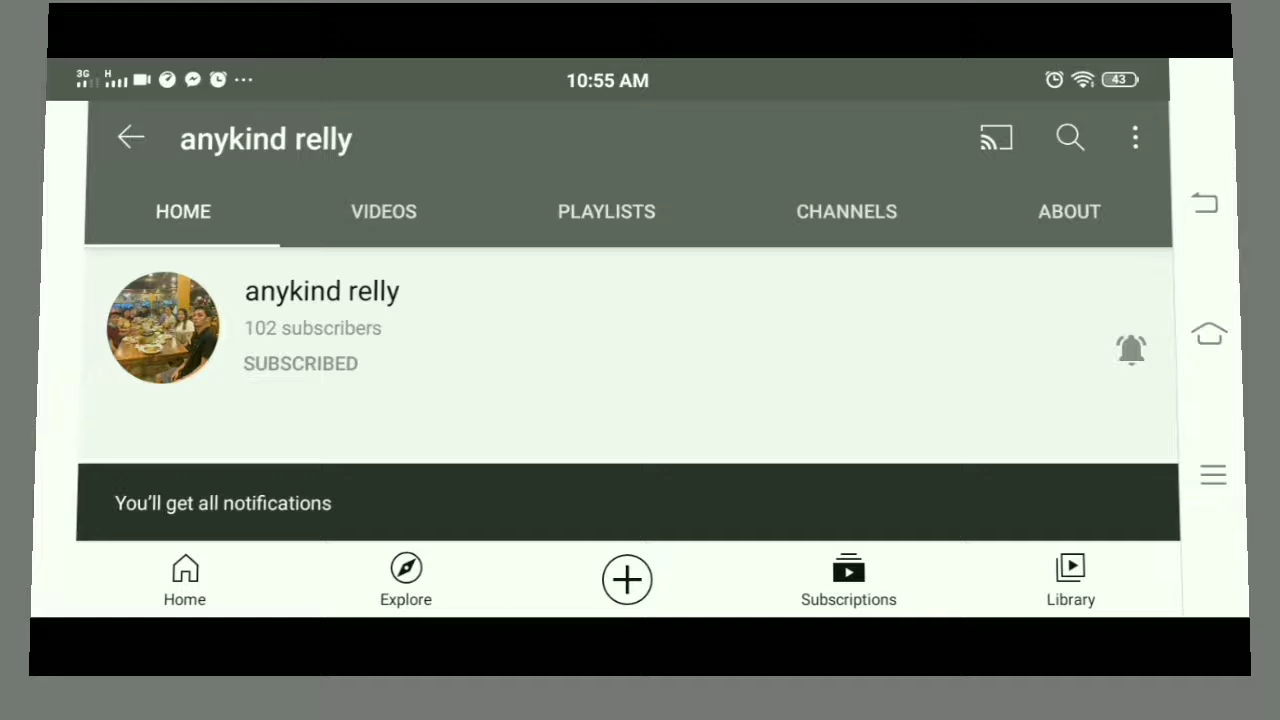 3G H 10:55 AM 43
anykind relly
HOME VIDEOS PLAYLISTS CHANNELS ABOUT
anykind relly
102 subscribers
SUBSCRIBED
You’ll get all notifications
Home Explore Subscriptions Library